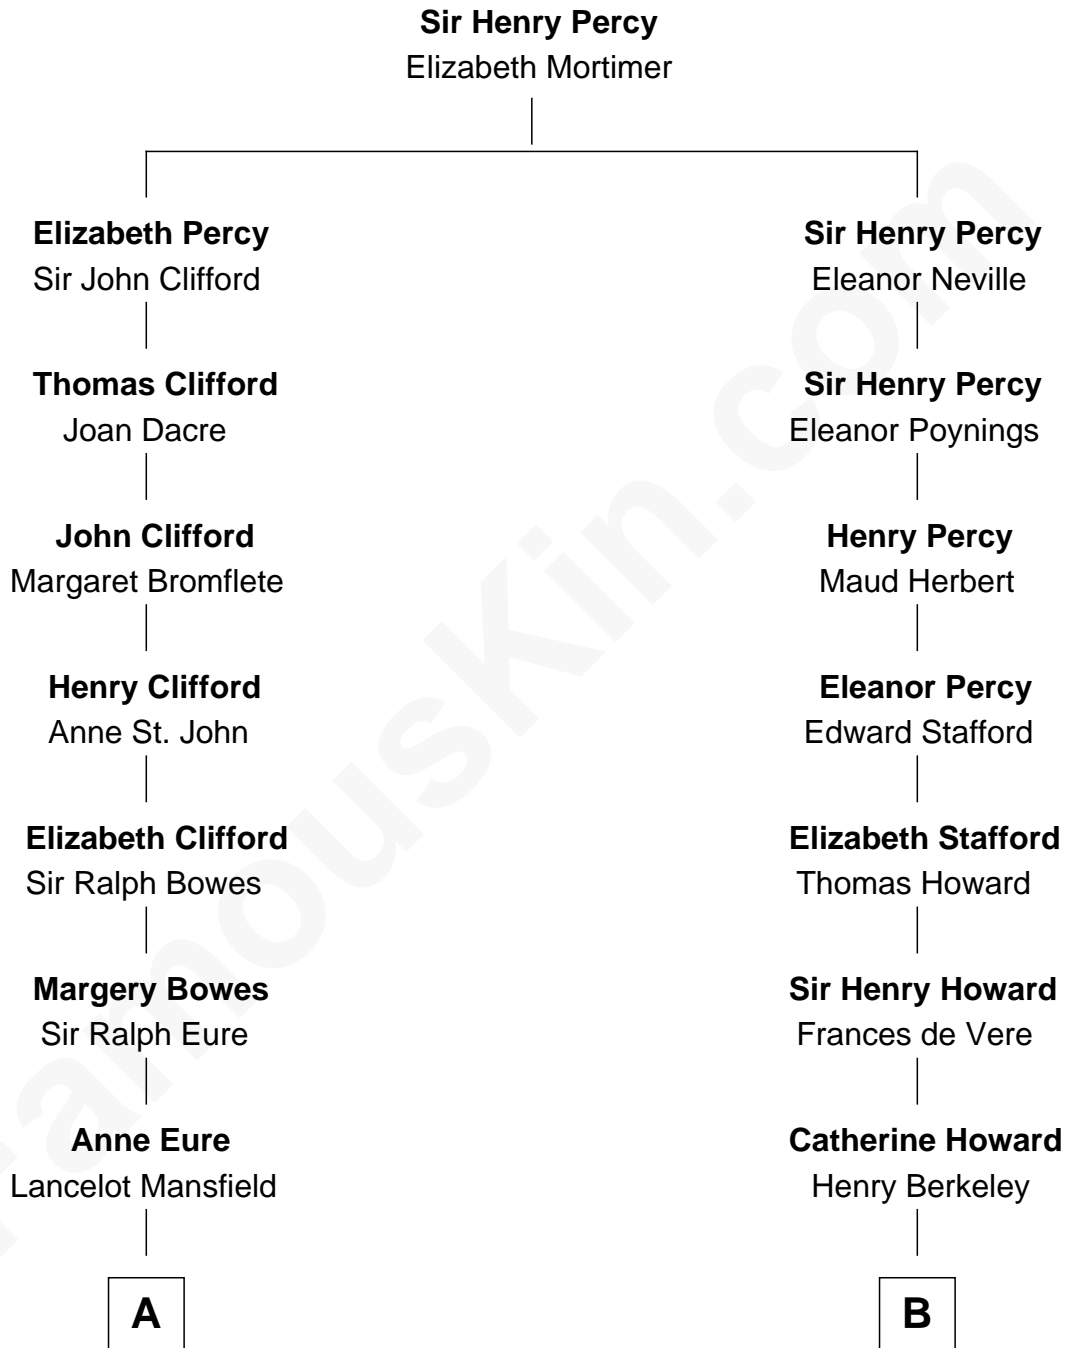 Sir Henry Percy
Elizabeth Mortimer
Elizabeth Percy
Sir John Clifford
Thomas Clifford
Joan Dacre
John Clifford
Margaret Bromflete
Henry Clifford
Anne St. John
Elizabeth Clifford
Sir Ralph Bowes
Margery Bowes
Sir Ralph Eure
Anne Eure
Lancelot Mansfield
A
Sir Henry Percy
Eleanor Neville
Sir Henry Percy
Eleanor Poynings
Henry Percy
Maud Herbert
Eleanor Percy
Edward Stafford
Elizabeth Stafford
Thomas Howard
Sir Henry Howard
Frances de Vere
Catherine Howard
Henry Berkeley
B
FamousKin.com